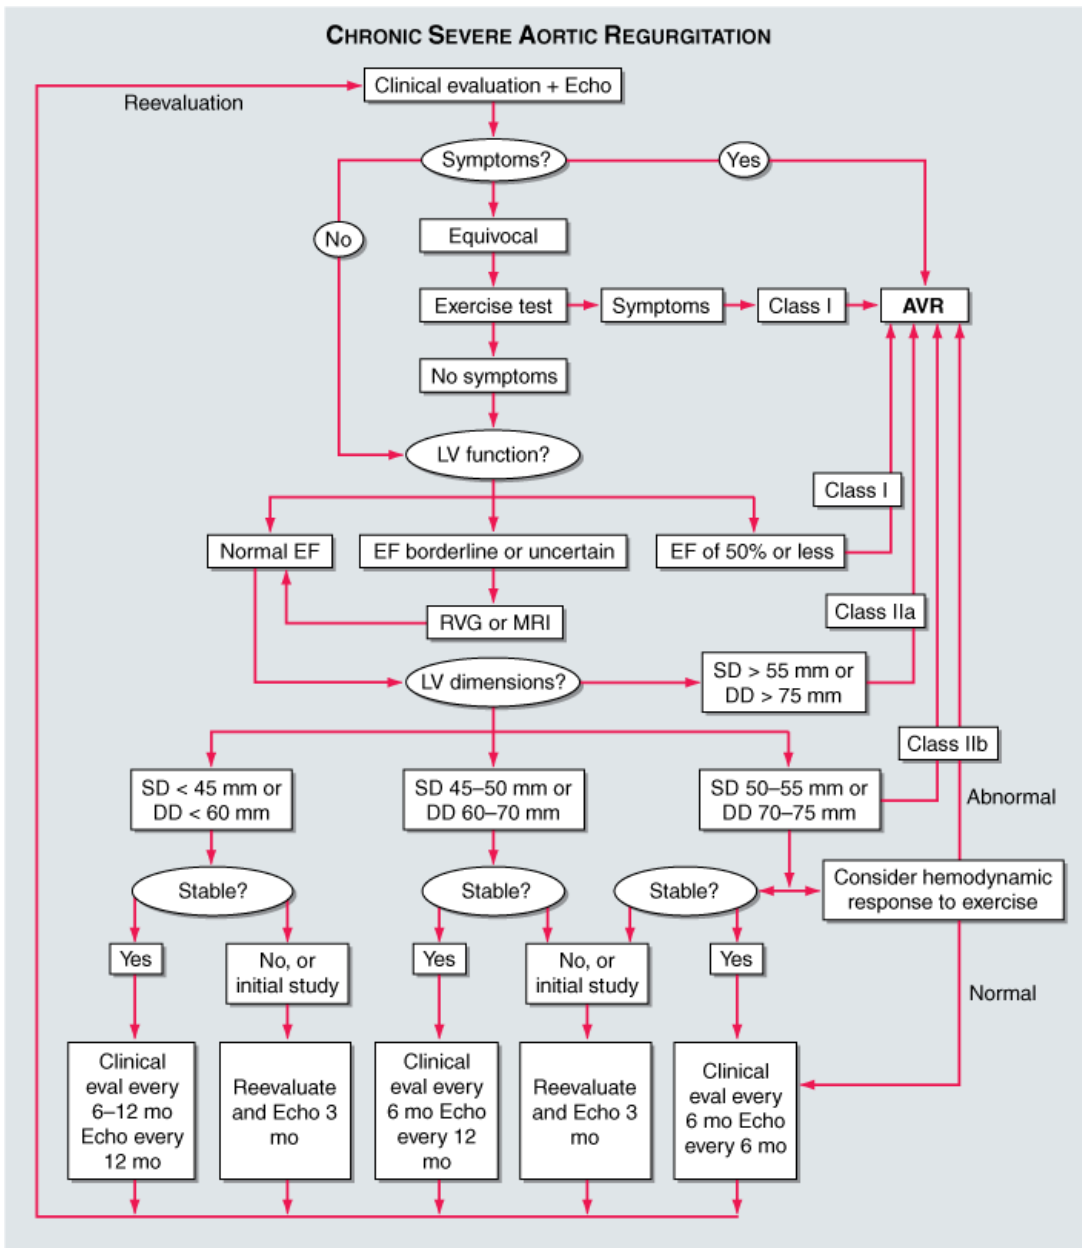 CHRONIC SEVERE AORTIC REGURGITATION
Clinical evaluation + Echo
Reevaluation
Symptoms?
Yes
No
Equivocal
Exercise test
Symptoms
Class I
AVR
No symptoms
LV function?
Class I
Normal EF
EF borderline or uncertain
EF of 50% or less
RVG or MRI
Class IIa
LV dimensions?
SD > 55 mm or
DD > 75 mm
Class IIb
SD < 45 mm or
DD < 60 mm
SD 45–50 mm or
DD 60–70 mm
SD 50–55 mm or
DD 70–75 mm
Abnormal
Stable?
Stable?
Stable?
Consider hemodynamic
response to exercise
Yes
No, or
initial study
Yes
No, or
initial study
Yes
Normal
Clinical
eval every
6–12 mo
Echo every
12 mo
Reevaluate
and Echo 3
mo
Clinical
eval every
6 mo Echo
every 12
mo
Reevaluate
and Echo 3
mo
Clinical
eval every
6 mo Echo
every 6 mo